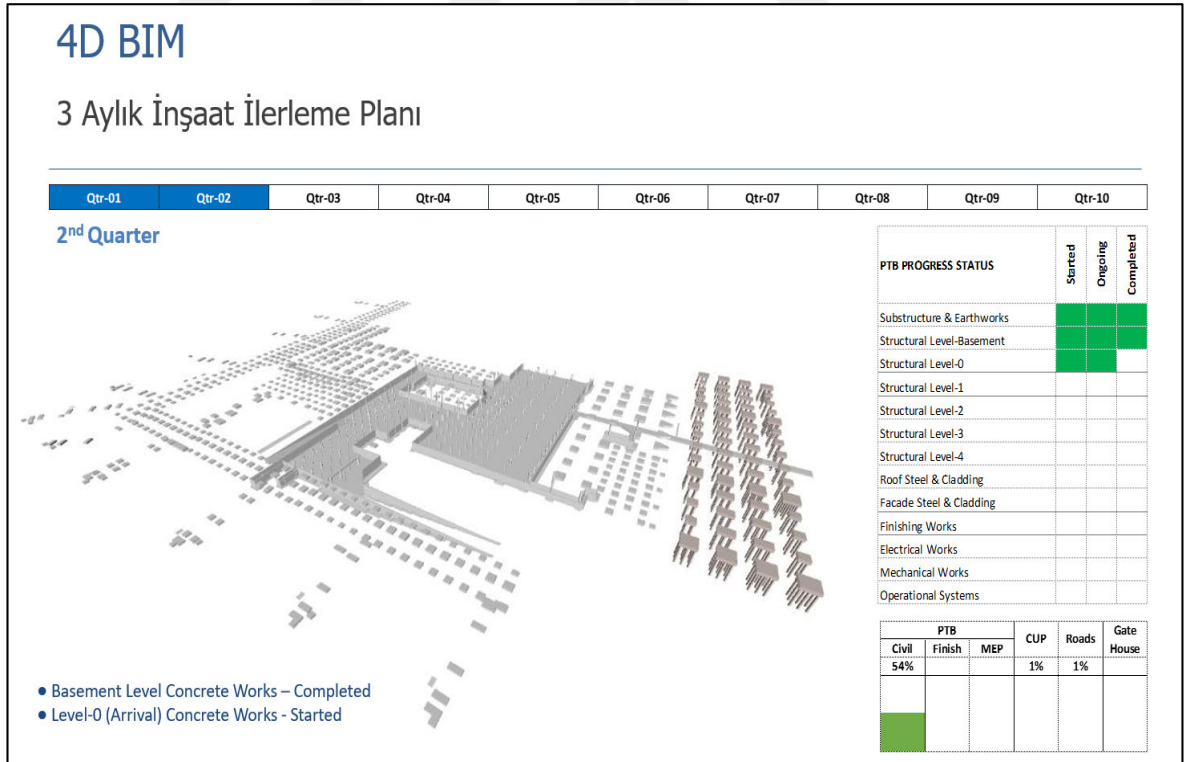 4D BIM
3 Aylık İnşaat İlerleme Planı
Qtr-01 Qtr-02 Qtr-03 Qtr-04 Qtr-05 Qtr-06 Qtr-07 Qtr-08 Qtr-09 Qtr-10
2nd Quarter
PTB PROGRESS STATUS Started Ongoing Completed
Substructure & Earthworks
Structural Level-Basement
Structural Level-0
Structural Level-1
Structural Level-2
Structural Level-3
Structural Level-4
Roof Steel & Cladding
Facade Steel & Cladding
Finishing Works
Electrical Works
Mechanical Works
Operational Systems
PTB CUP Roads Gate House
Civil Finish MEP
54% 1% 1%
• Basement Level Concrete Works – Completed
• Level-0 (Arrival) Concrete Works - Started